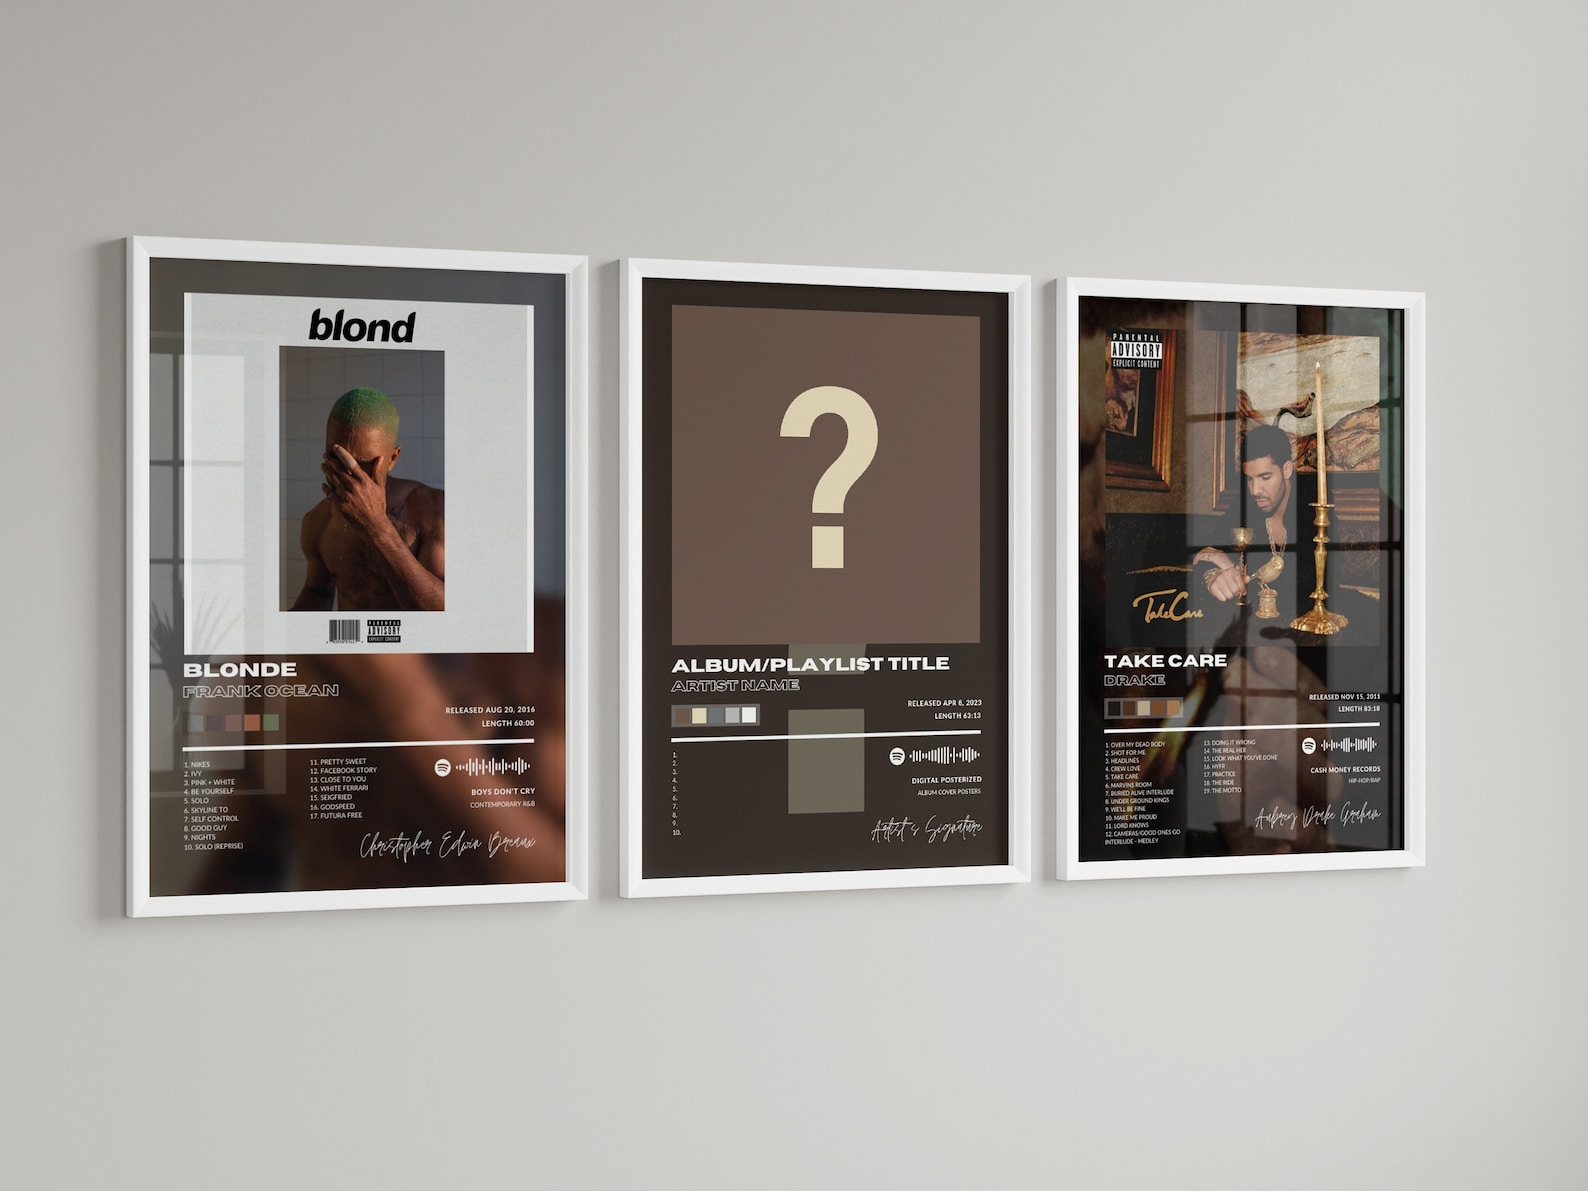 blond
PARENTAL
ADVISORY
EXPLICIT CONTENT
BLONDE
FRANK OCEAN
RELEASED AUG 20, 2016
LENGTH 60:00
1. NIKES
2. IVY
3. PINK + WHITE
4. BE YOURSELF
5. SOLO
6. SKYLINE TO
7. SELF CONTROL
8. GOOD GUY
9. NIGHTS
10. SOLO (REPRISE)
11. PRETTY SWEET
12. FACEBOOK STORY
13. CLOSE TO YOU
14. WHITE FERRARI
15. SEIGFRIED
16. GODSPEED
17. FUTURA FREE
BOYS DON'T CRY
CONTEMPORARY R&B
Christopher Edwin Breaux
?
ALBUM/PLAYLIST TITLE
ARTIST NAME
RELEASED APR 8, 2023
LENGTH 63:13
1.
2.
3.
4.
5.
6.
7.
8.
9.
10.
DIGITAL POSTERIZED
ALBUM COVER POSTERS
Artist's Signature
PARENTAL
ADVISORY
EXPLICIT CONTENT
Take Care
TAKE CARE
DRAKE
RELEASED NOV 15, 2011
LENGTH 83:18
1. OVER MY DEAD BODY
2. SHOT FOR ME
3. HEADLINES
4. CREW LOVE
5. TAKE CARE
6. MARVINS ROOM
7. BURIED ALIVE INTERLUDE
8. UNDER GROUND KINGS
9. WE'LL BE FINE
10. MAKE ME PROUD
11. LORD KNOWS
12. CAMERAS/GOOD ONES GO
INTERLUDE - MEDLEY
13. DOING IT WRONG
14. THE REAL HER
15. LOOK WHAT YOU'VE DONE
16. HYFR
17. PRACTICE
18. THE RIDE
19. THE MOTTO
CASH MONEY RECORDS
HIP-HOP/RAP
Aubrey Drake Graham